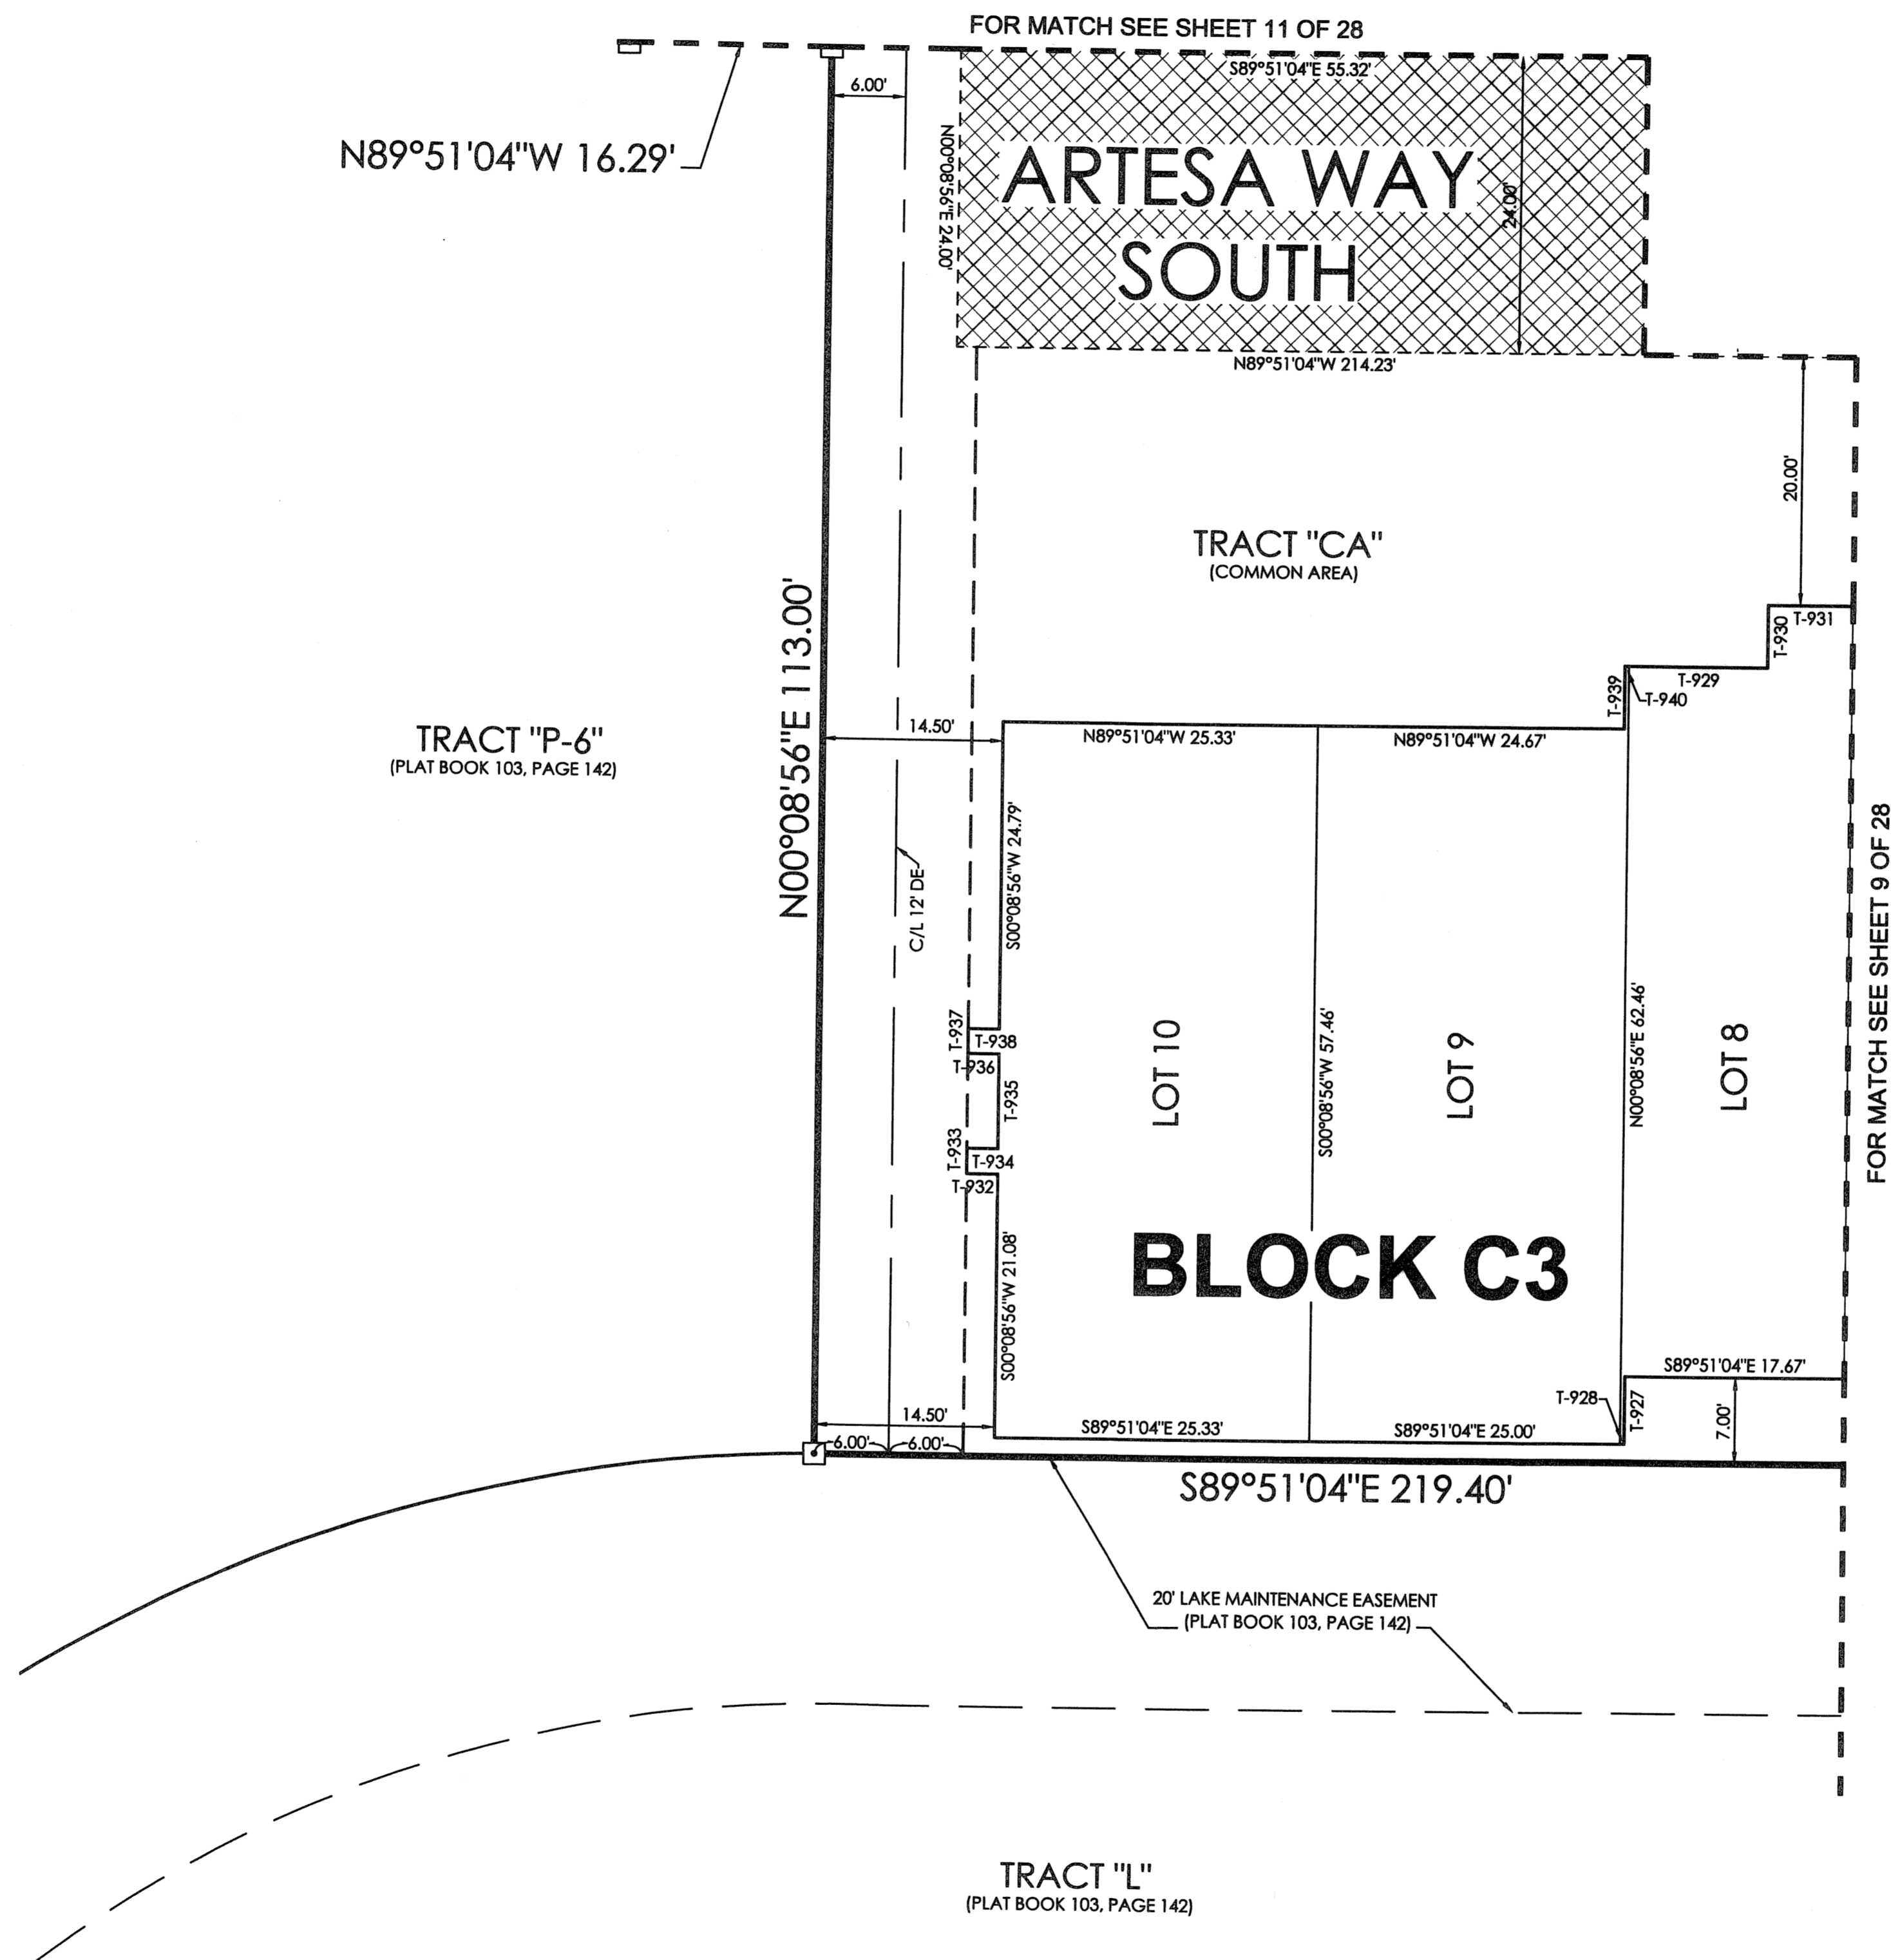 FOR MATCH SEE SHEET 11 OF 28
S89°51'04"E 55.32'
6.00'
N89°51'04"W 16.29'
N00°08'56"E 24.00'
ARTESA WAY
SOUTH
24.00'
N89°51'04"W 214.23'
20.00'
TRACT "CA"
(COMMON AREA)
T-931
T-930
T-929
T-939
T-940
N00°08'56"E 113.00'
TRACT "P-6"
(PLAT BOOK 103, PAGE 142)
14.50'
N89°51'04"W 25.33'
N89°51'04"W 24.67'
S00°08'56"W 24.79'
C/L 12' DE
FOR MATCH SEE SHEET 9 OF 28
T-937
T-938
T-936
T-935
T-933
T-934
T-932
LOT 10
S00°08'56"W 57.46'
LOT 9
N00°08'56"E 62.46'
LOT 8
BLOCK C3
S00°08'56"W 21.08'
S89°51'04"E 17.67'
T-928
T-927
7.00'
14.50'
S89°51'04"E 25.33'
S89°51'04"E 25.00'
6.00'
6.00'
S89°51'04"E 219.40'
20' LAKE MAINTENANCE EASEMENT
(PLAT BOOK 103, PAGE 142)
TRACT "L"
(PLAT BOOK 103, PAGE 142)